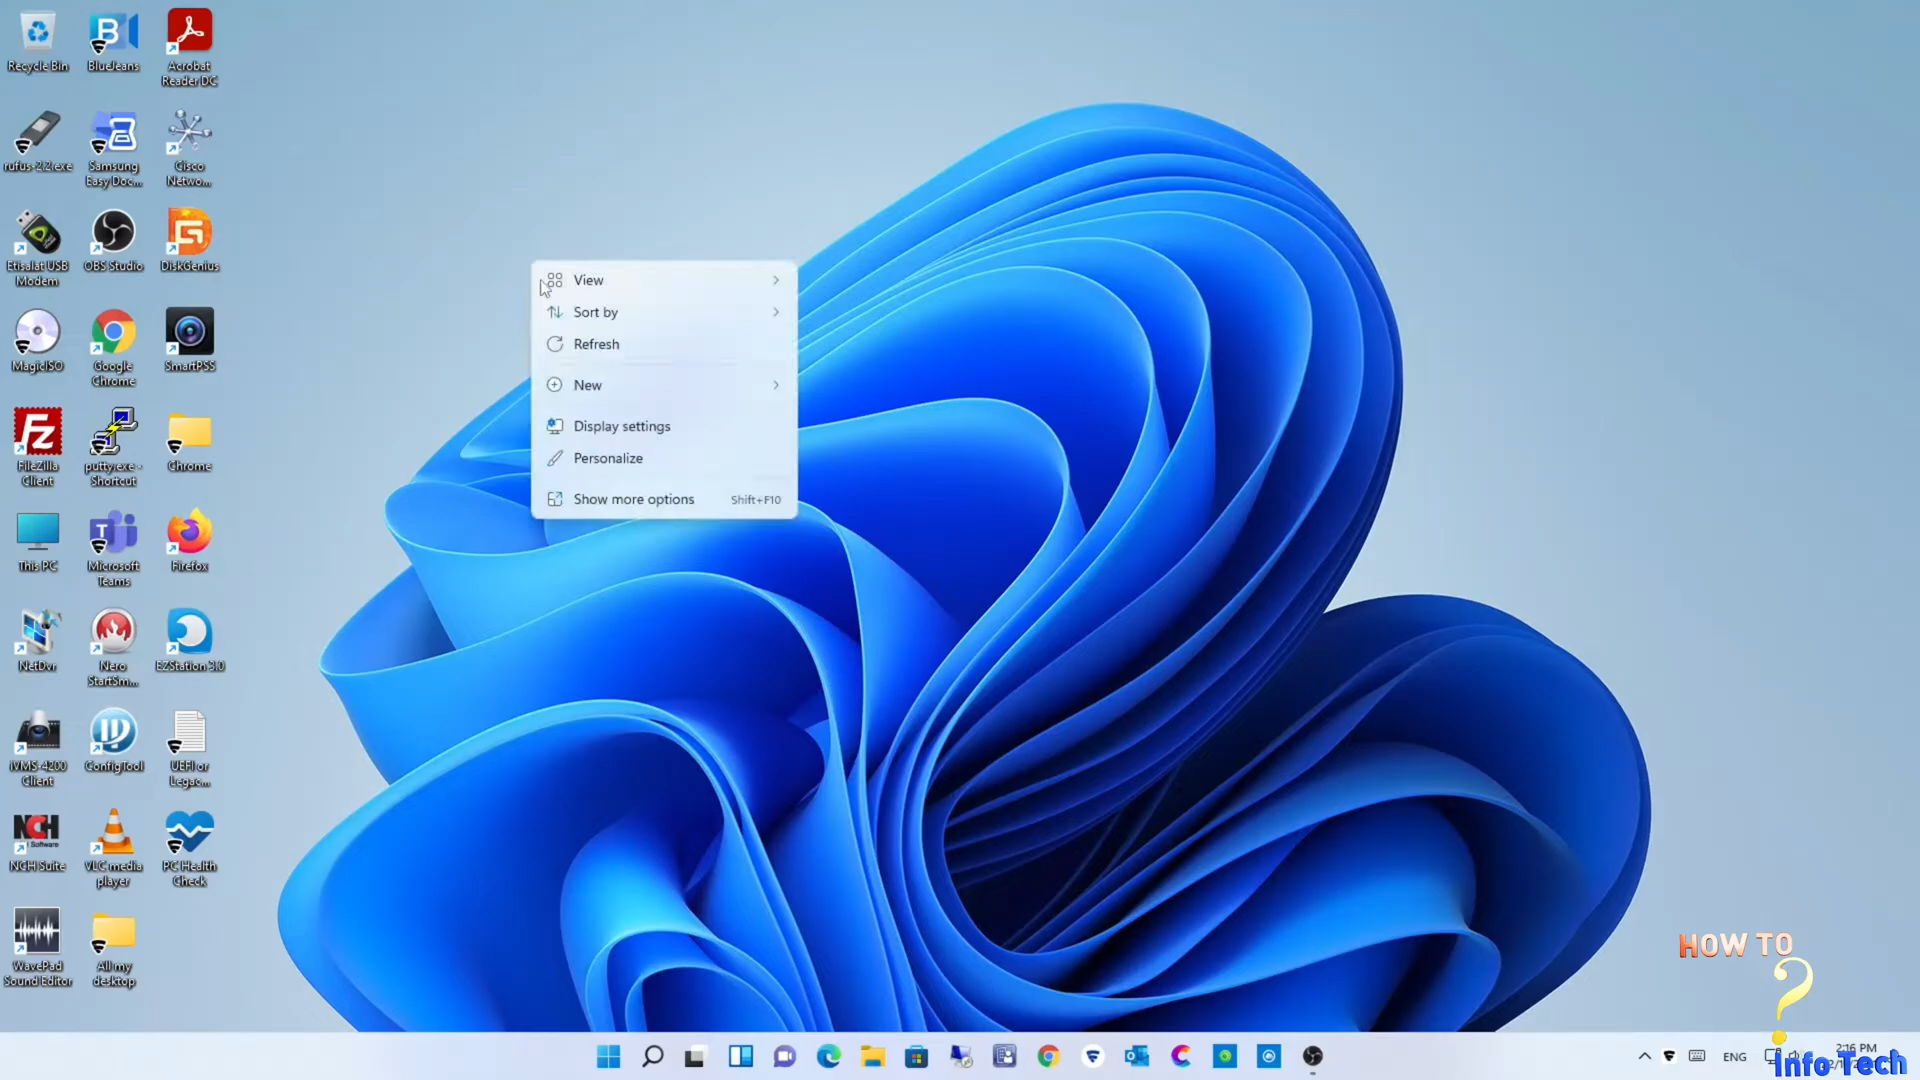 Recycle Bin
BlueJeans
Acrobat
Reader DC
rufus-2.2.exe
Samsung
Easy Doc...
Cisco
Netwo...
Etisalat USB
Modem
OBS Studio
DiskGenius
MagicISO
Google
Chrome
SmartPSS
FileZilla
Client
putty.exe -
Shortcut
Chrome
This PC
Microsoft
Teams
Firefox
NetDvr
Nero
StartSm...
EZStation 3.0
iVMS-4200
Client
ConfigTool
UEFI or
Legac...
NCH Suite
VLC media
player
PC Health
Check
WavePad
Sound Editor
All my
desktop
View
Sort by
Refresh
New
Display settings
Personalize
Show more options Shift+F10
HOW TO
?
Info Tech
ENG
2:16 PM